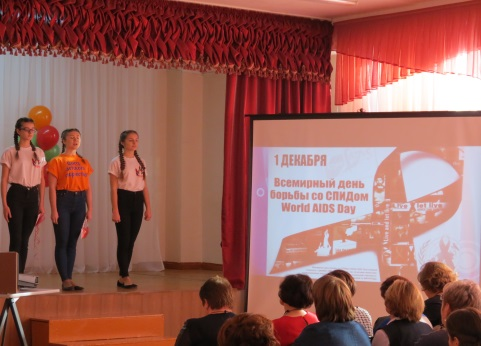 1 ДЕКАБРЯ
Всемирный день
борьбы со СПИДом
World AIDS Day